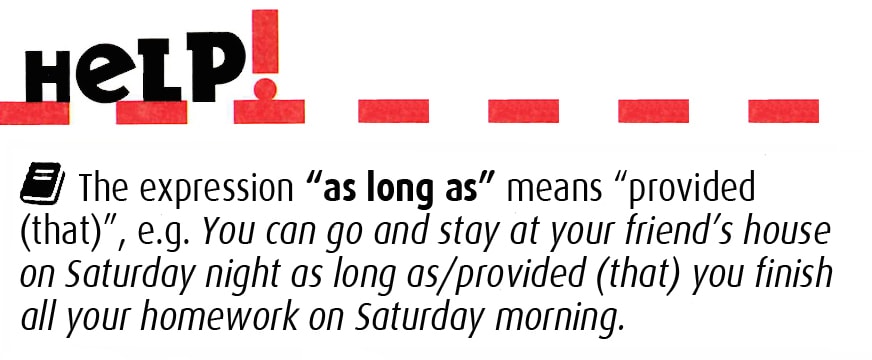 HeLP!
The expression “as long as” means “provided
(that)”, e.g. You can go and stay at your friend’s house
on Saturday night as long as/provided (that) you finish
all your homework on Saturday morning.